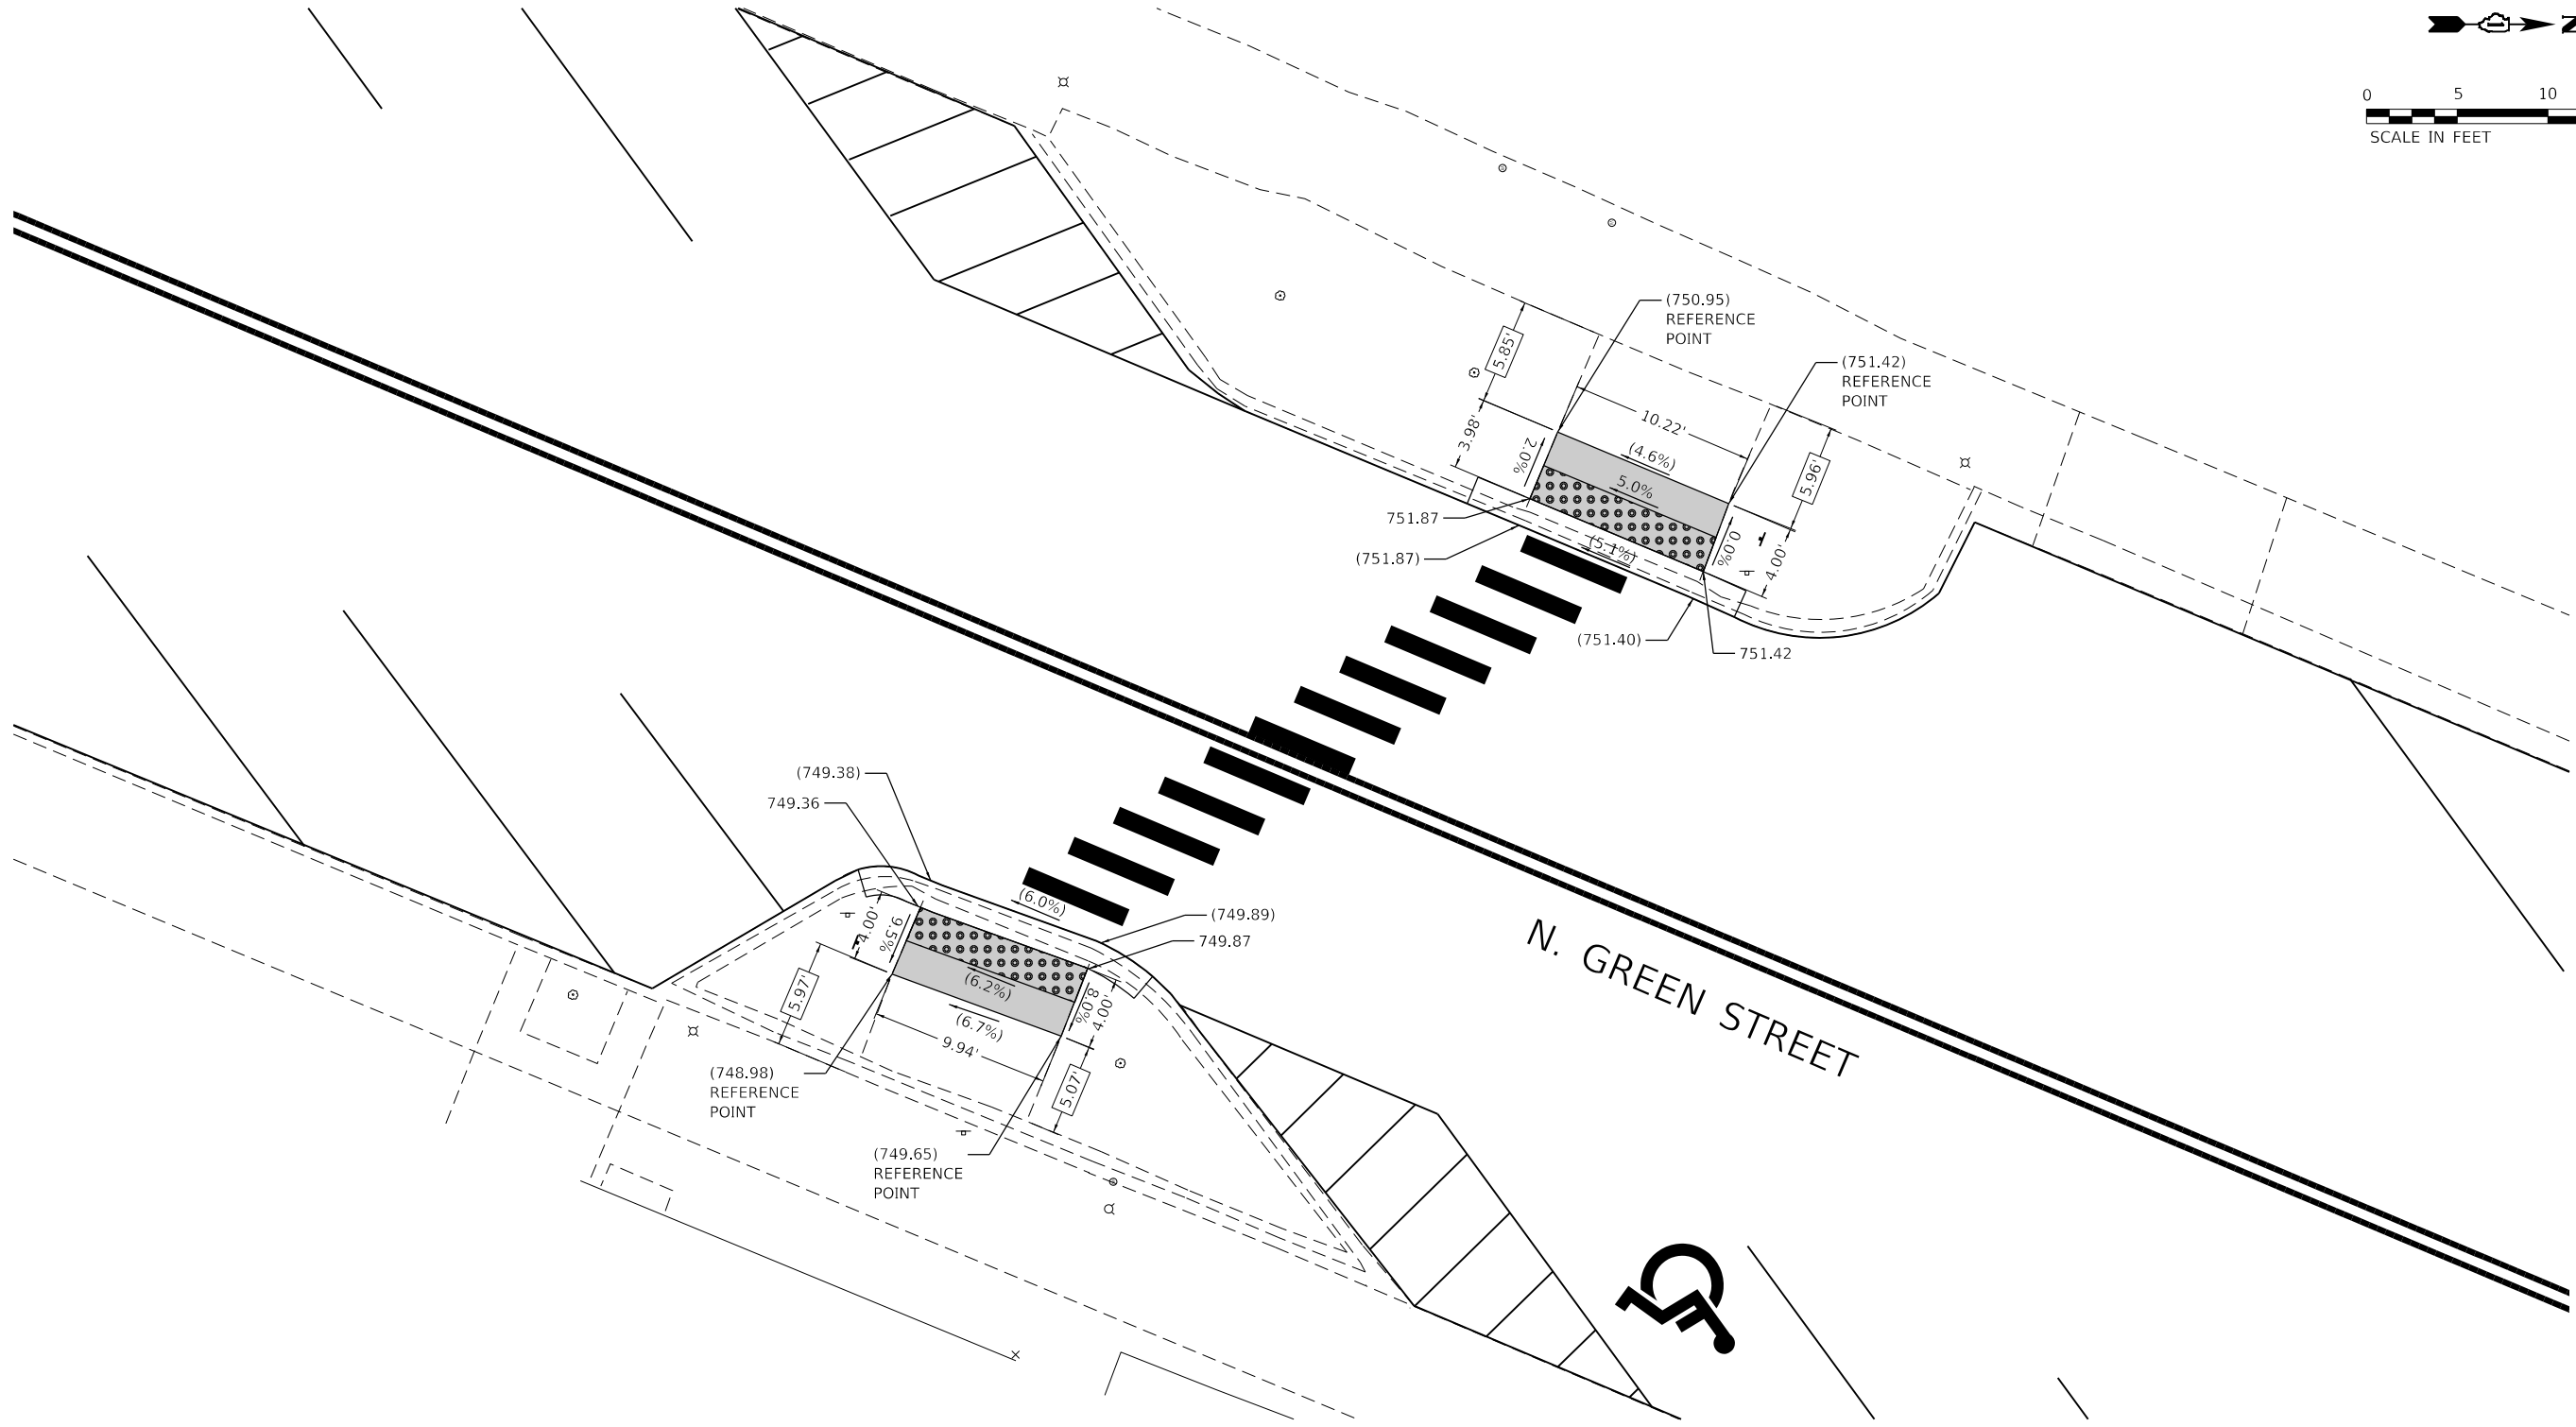 N
0 5 10
SCALE IN FEET
(750.95)
REFERENCE
POINT
(751.42)
REFERENCE
POINT
5.85'
3.98'
10.22'
2.0%
(4.6%)
5.0%
5.96'
751.87
(751.87)
(5.1%)
0.0%
4.00'
(751.40)
751.42
(749.38)
749.36
(6.0%)
(749.89)
749.87
4.00'
9.5%
(6.2%)
8.0%
4.00'
5.97'
(6.7%)
9.94'
5.07'
(748.98)
REFERENCE
POINT
(749.65)
REFERENCE
POINT
N. GREEN STREET